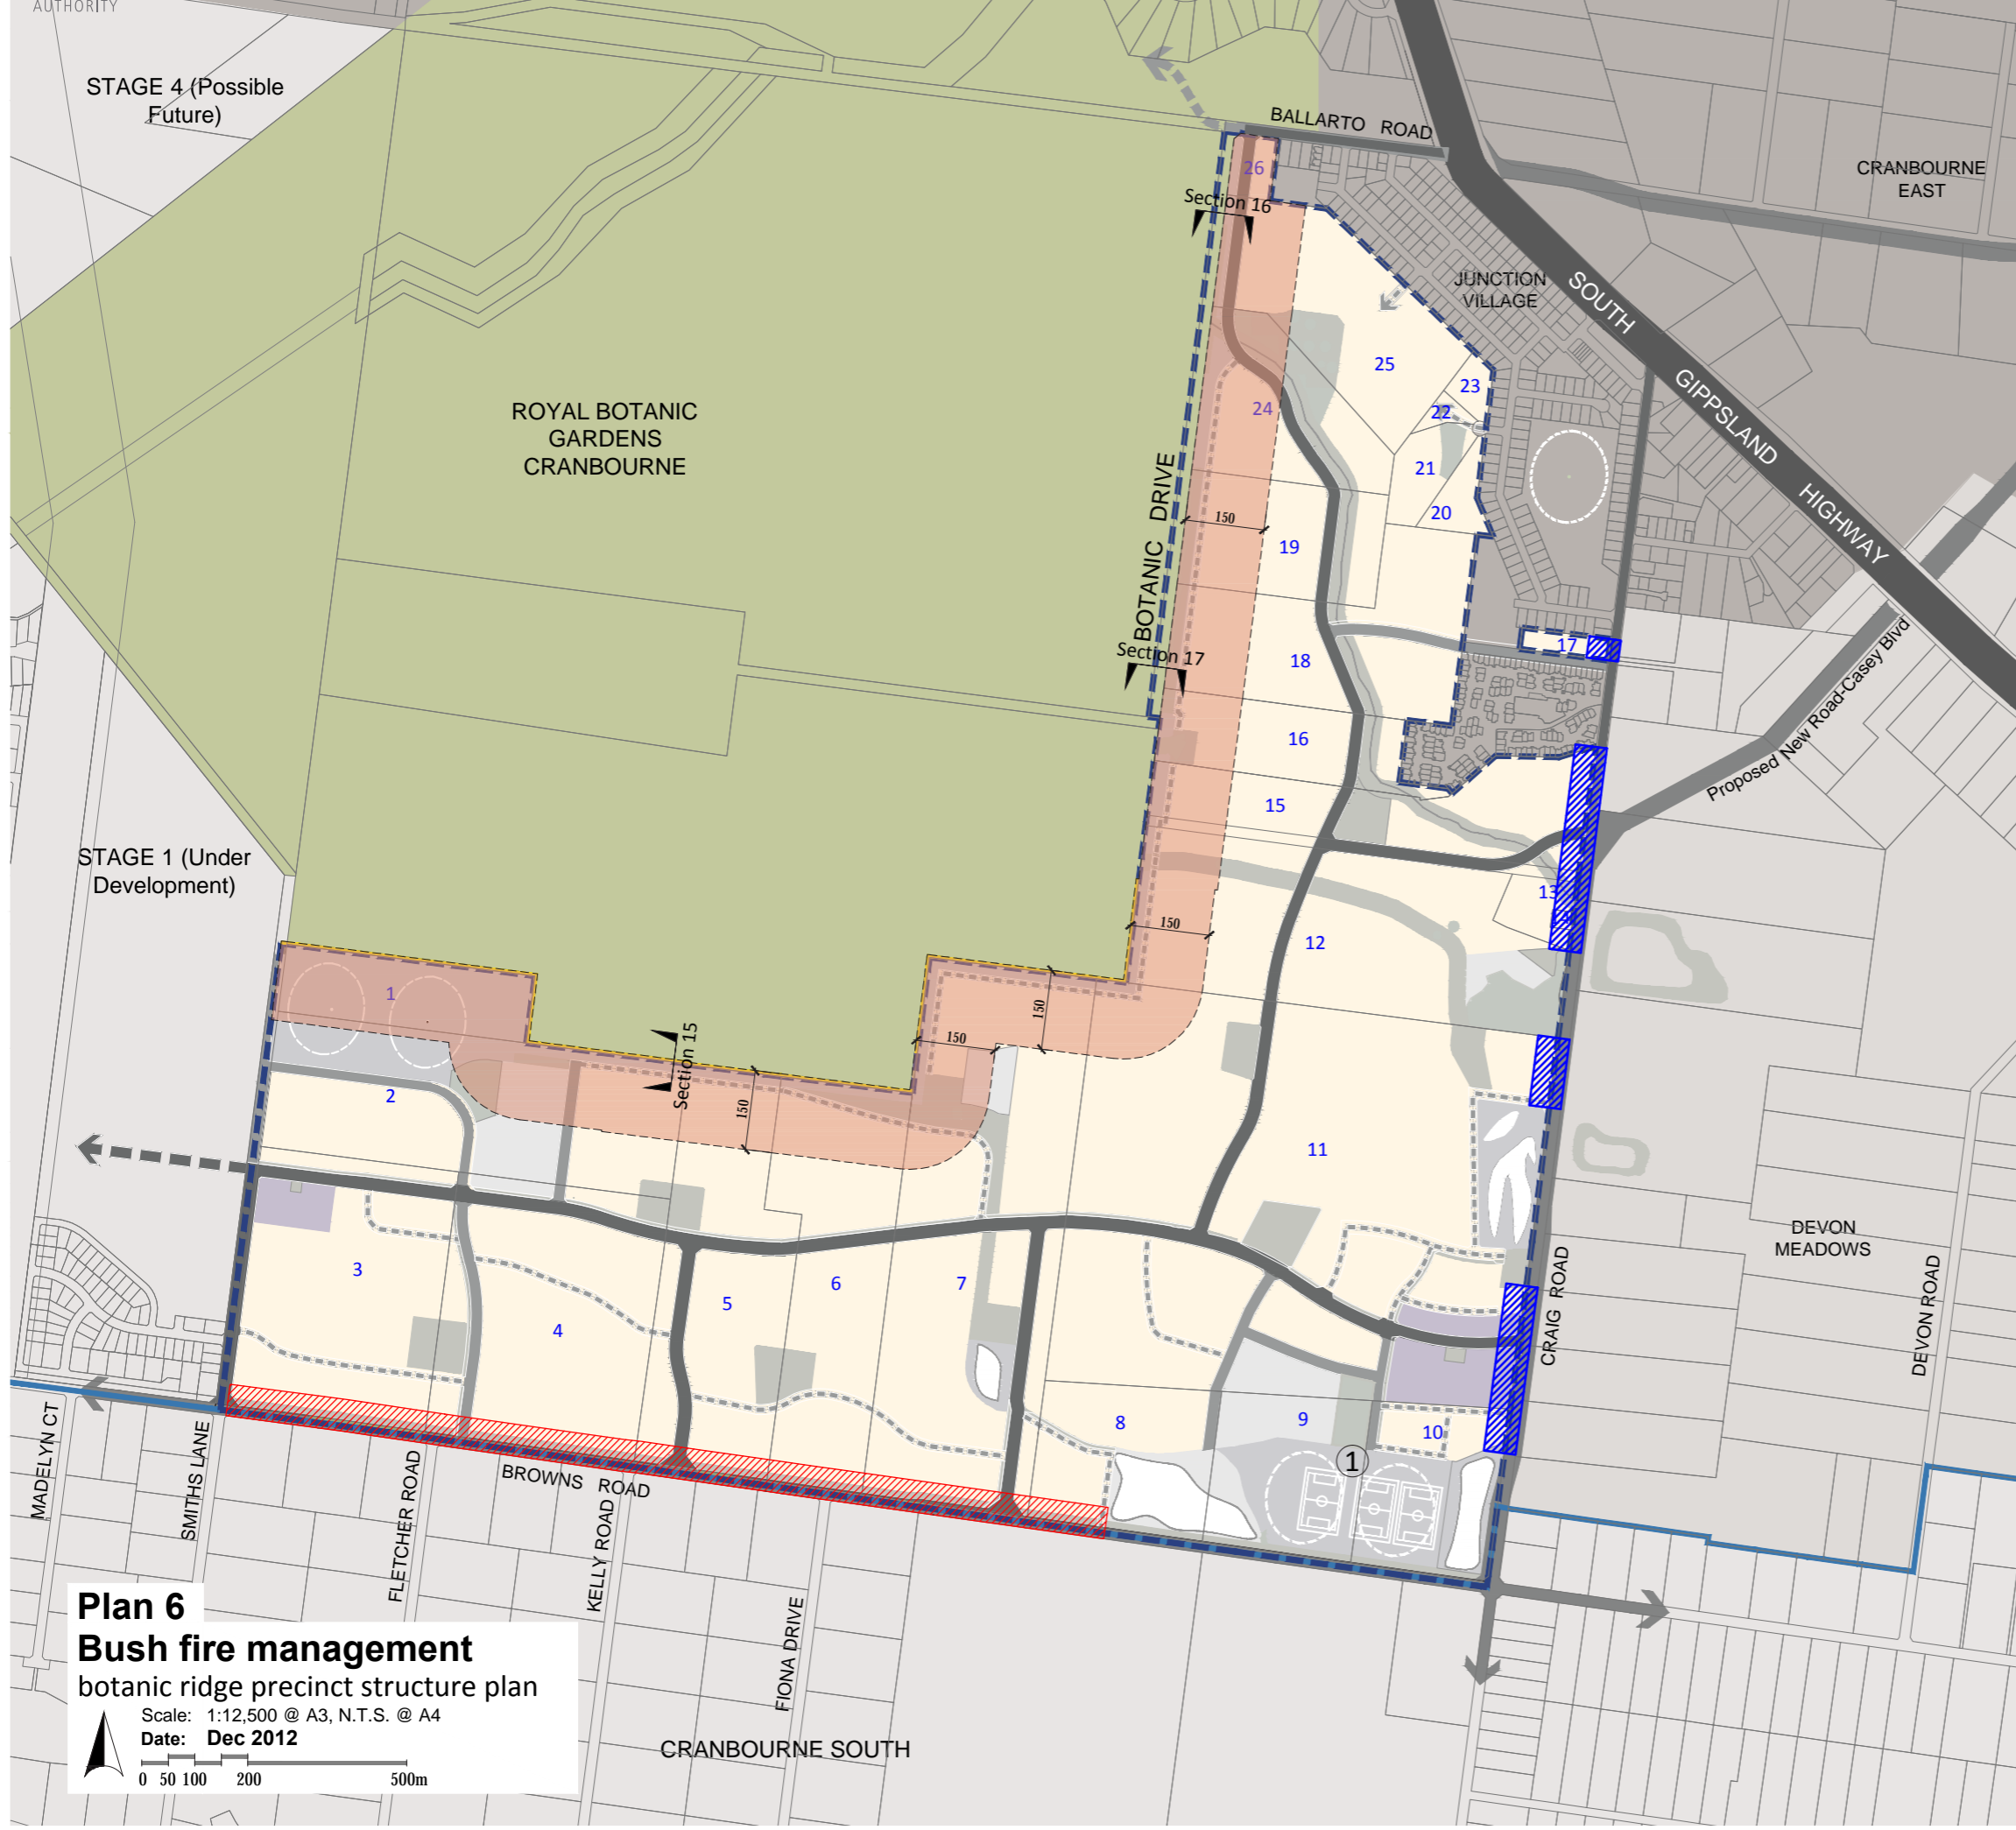 AUTHORITY
STAGE 4 (Possible
Future)
BALLARTO ROAD
CRANBOURNE
EAST
26
Section 16
JUNCTION
VILLAGE
SOUTH GIPPSLAND HIGHWAY
25
23
22
24
ROYAL BOTANIC
GARDENS
CRANBOURNE
21
20
BOTANIC DRIVE
150
19
17
Section 17
18
16
Proposed New Road-Casey Blvd
15
STAGE 1 (Under
Development)
13
14
150
12
1
150
150
Section 15
150
2
11
DEVON
MEADOWS
3
4
5
6
7
CRAIG ROAD
DEVON ROAD
8
9
10
1
MADELYN CT
SMITHS LANE
FLETCHER ROAD
BROWNS ROAD
KELLY ROAD
FIONA DRIVE
Plan 6
Bush fire management
botanic ridge precinct structure plan
Scale: 1:12,500 @ A3, N.T.S. @ A4
Date: Dec 2012
0 50 100 200 500m
CRANBOURNE SOUTH